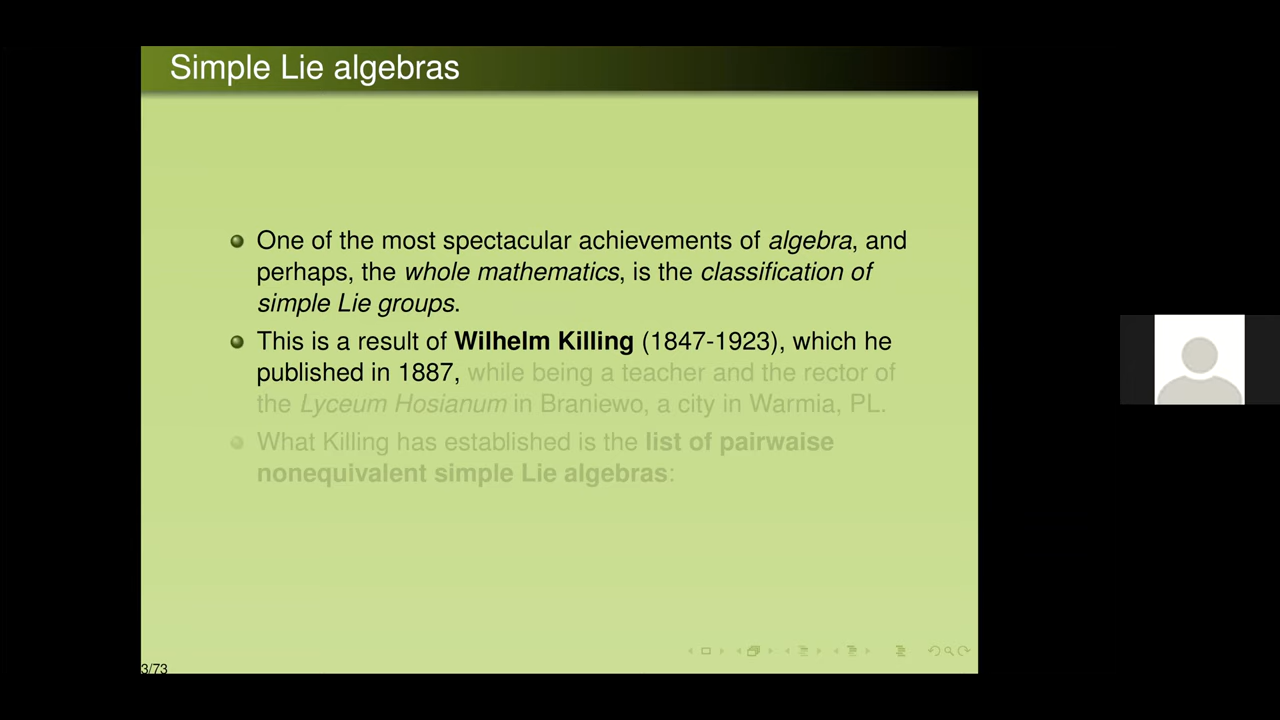 Simple Lie algebras
One of the most spectacular achievements of algebra, and
perhaps, the whole mathematics, is the classification of
simple Lie groups.
This is a result of Wilhelm Killing (1847-1923), which he
published in 1887, while being a teacher and the rector of
the Lyceum Hosianum in Braniewo, a city in Warmia, PL.
What Killing has established is the list of pairwaise
nonequivalent simple Lie algebras:
3/73